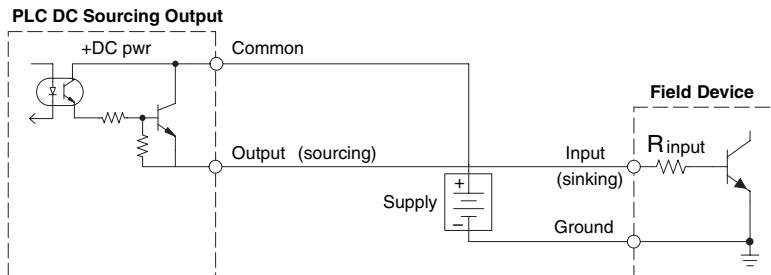 PLC DC Sourcing Output
+DC pwr
Common
Field Device
R input
Output (sourcing)
Input
(sinking)
+
Supply
–
Ground